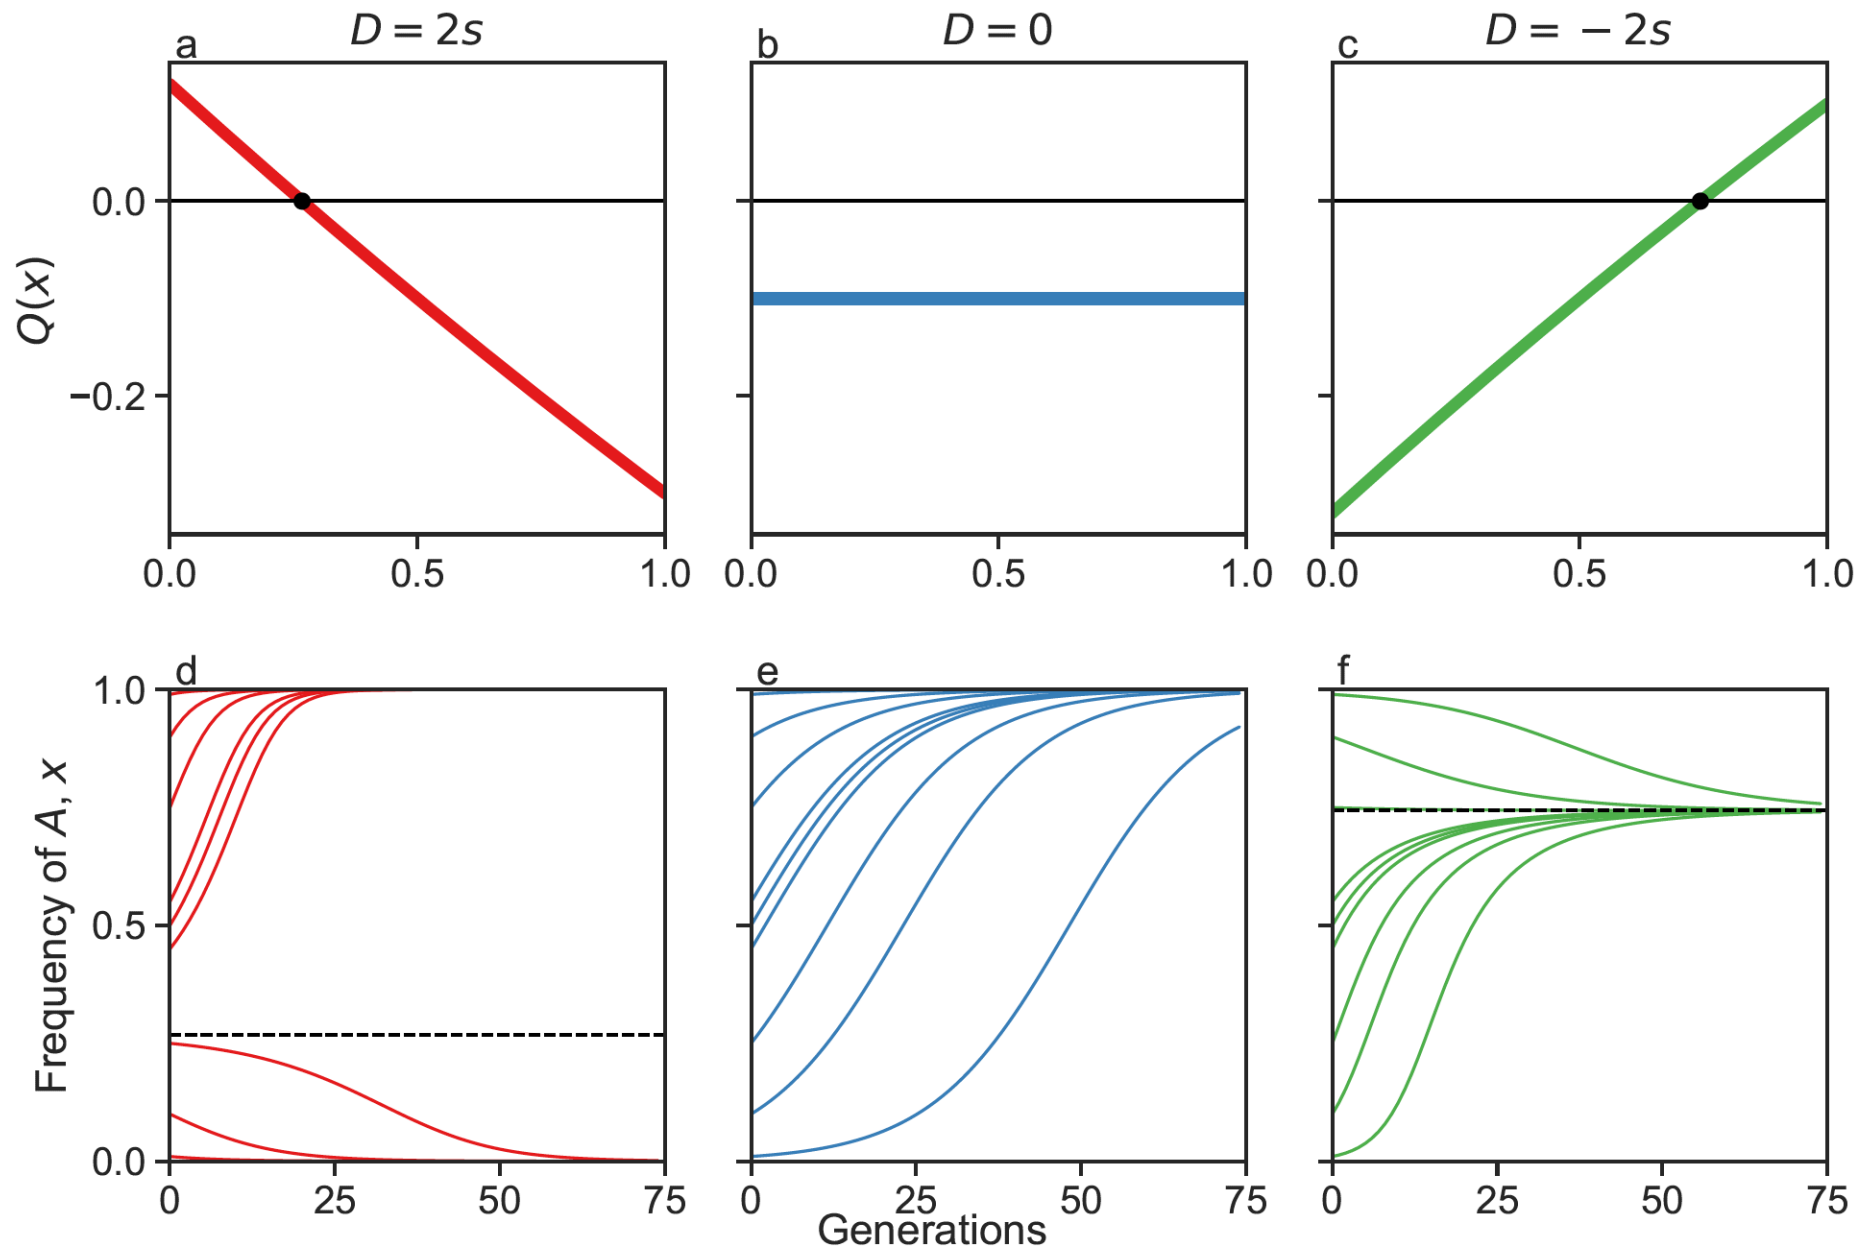 D = 2s
D = 0
D = − 2s
a
b
c
Q(x)
0.0
−0.2
0.0 0.5 1.0
0.0 0.5 1.0
0.0 0.5 1.0
d
e
f
Frequency of A, x
1.0
0.5
0.0
0 25 50 75
0 25 50 75
0 25 50 75
Generations